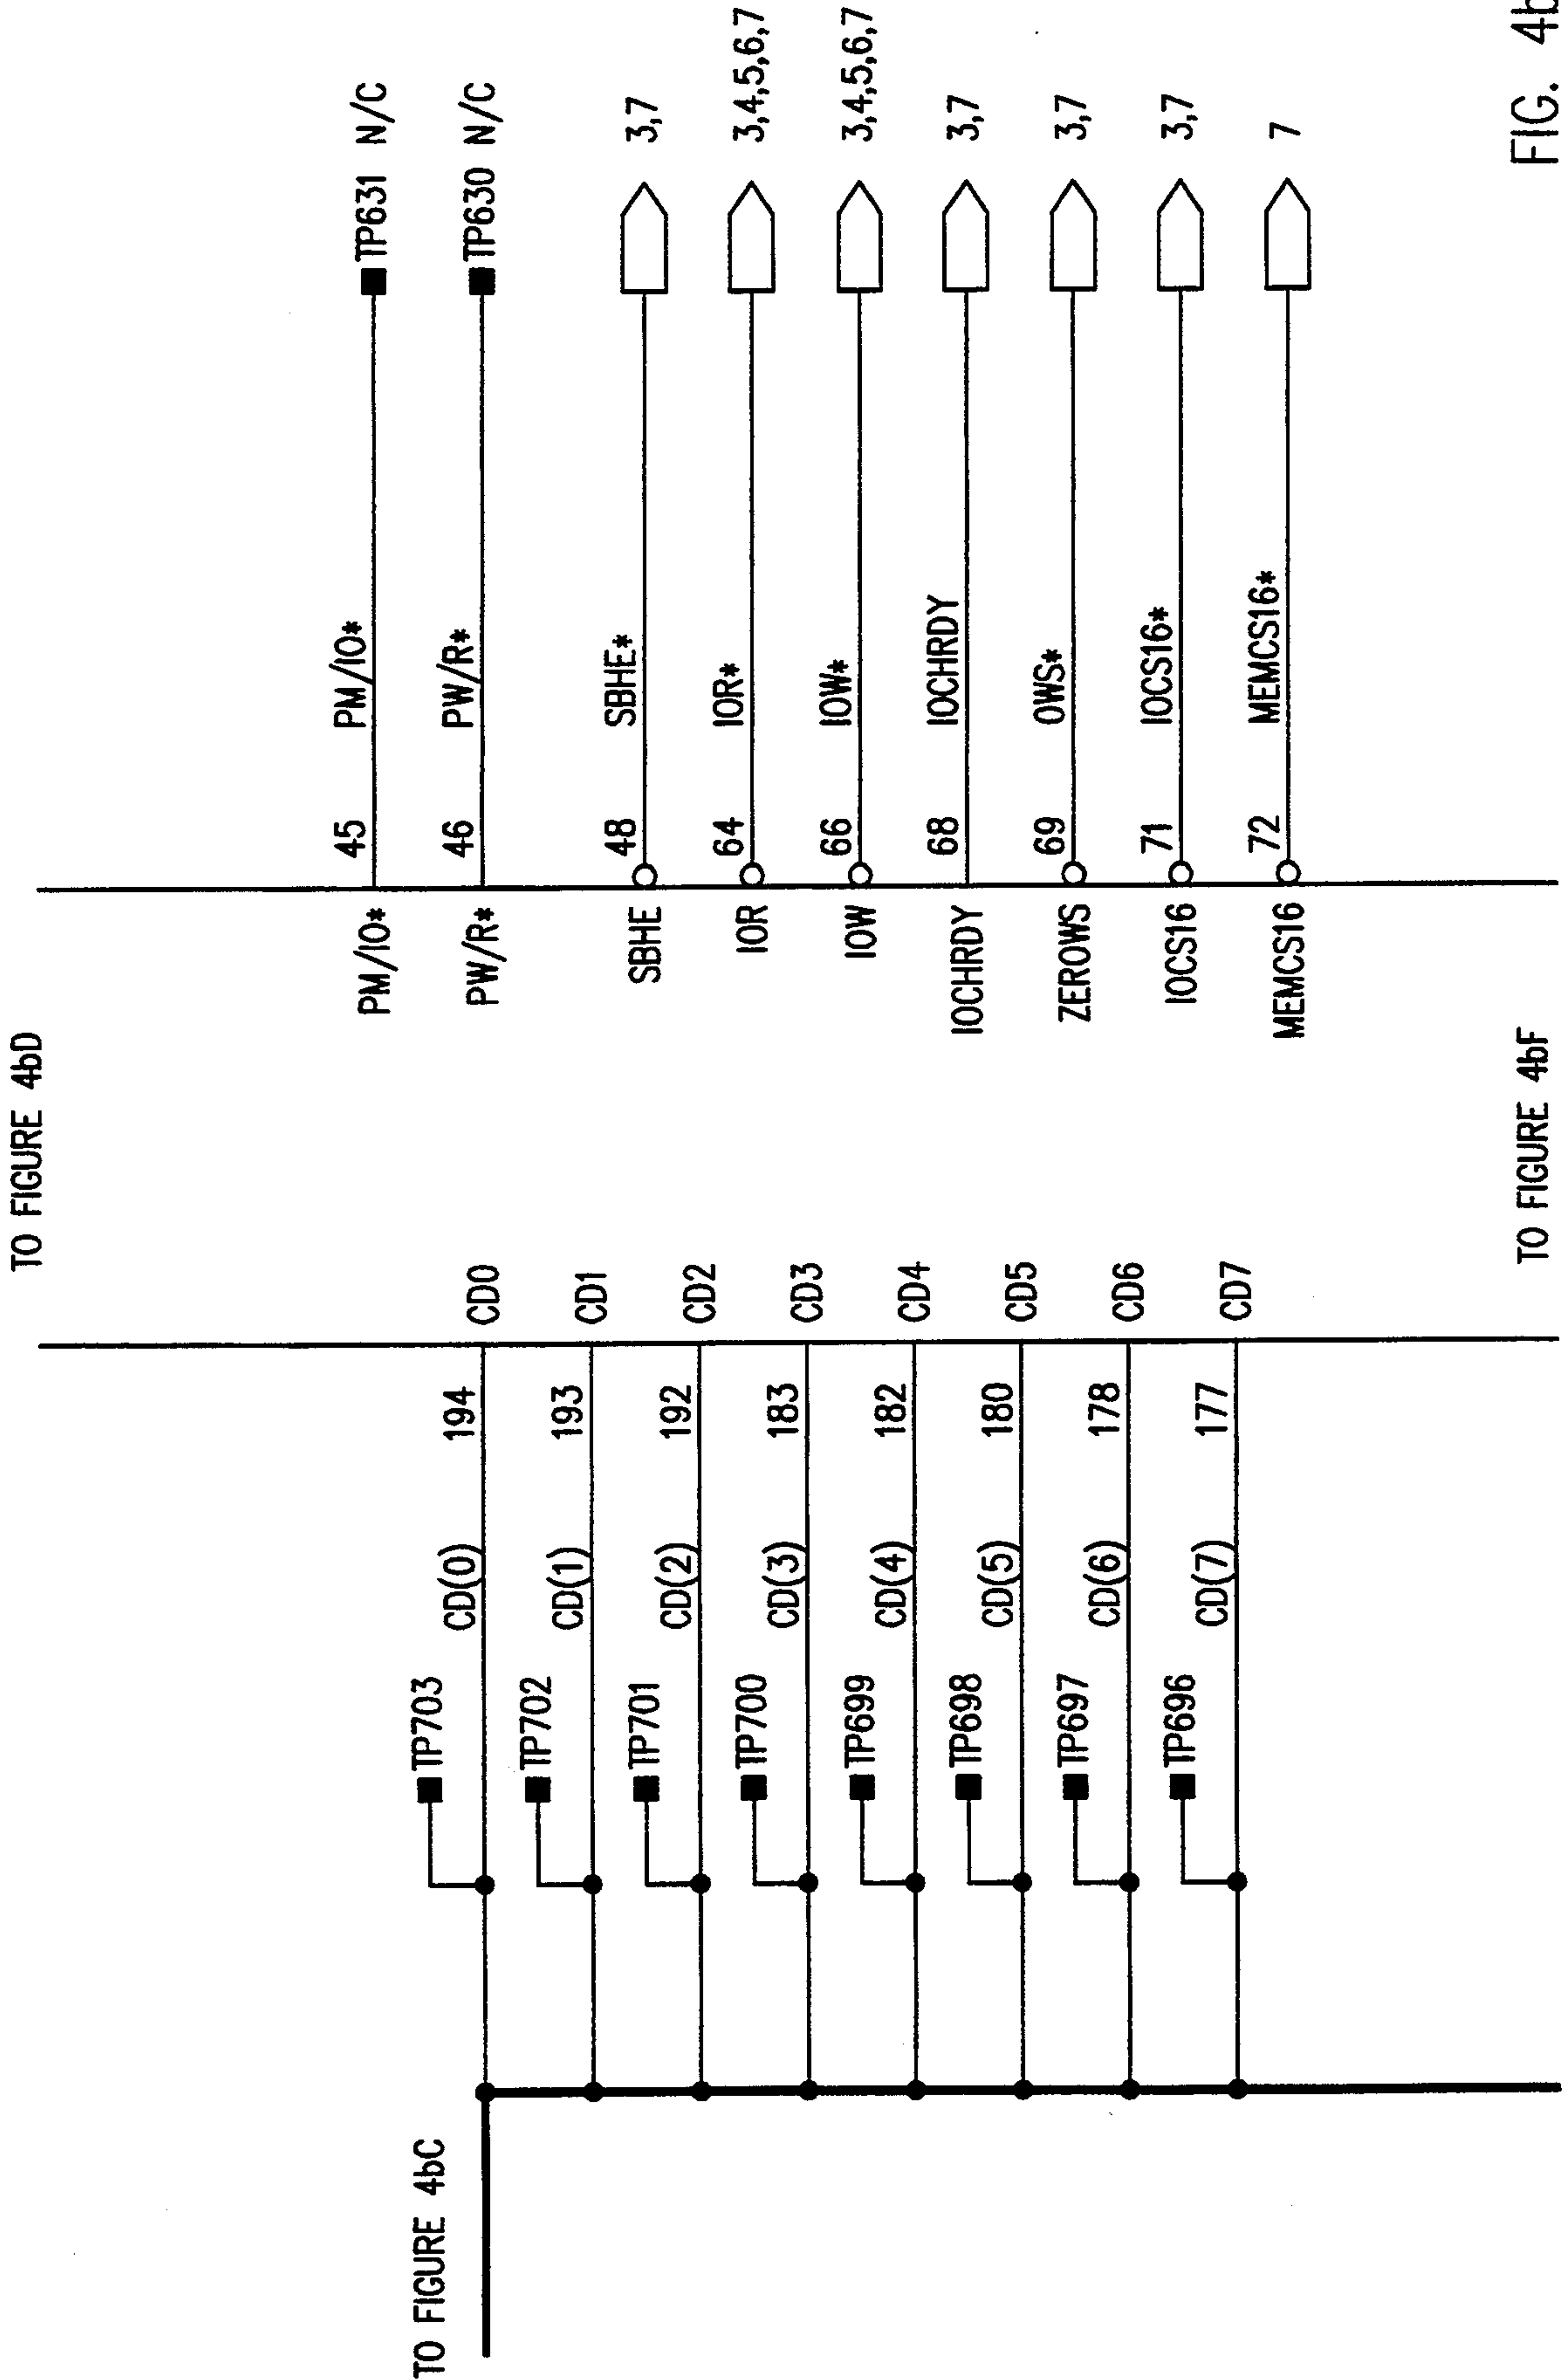 TO FIGURE 4bD
PM/IO* 45 PM/IO* TP631 N/C
TP703
CD(0) 194 CD0 PW/R* 46 PW/R* TP630 N/C
TO FIGURE 4bC
TP702
CD(1) 193 CD1
SBHE 48 SBHE* 3,7
TP701
CD(2) 192 CD2
IOR 64 IOR* 3,4,5,6,7
TP700
CD(3) 183 CD3
IOW 66 IOW* 3,4,5,6,7
TP699
CD(4) 182 CD4
IOCHRDY 68 IOCHRDY 3,7
TP698
CD(5) 180 CD5
ZEROWS 69 0WS* 3,7
TP697
CD(6) 178 CD6
IOCS16 71 IOCS16* 3,7
TP696
CD(7) 177 CD7
MEMCS16 72 MEMCS16* 7
TO FIGURE 4bF
FIG. 4b